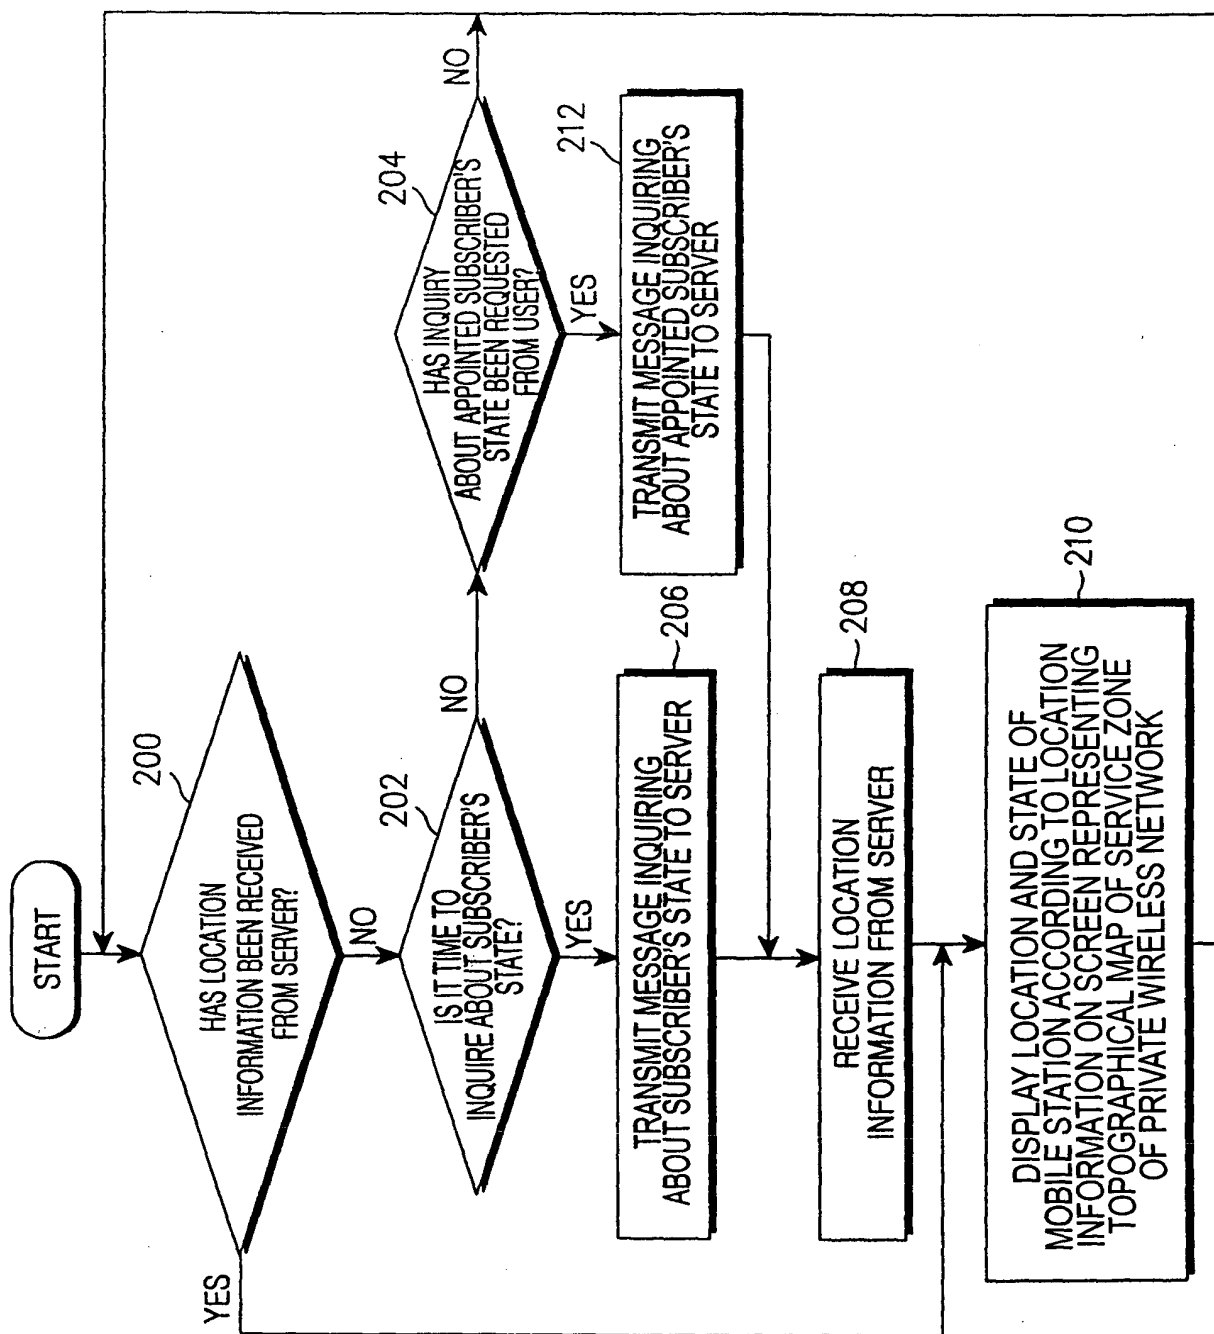 START
200
HAS LOCATION
INFORMATION BEEN RECEIVED
FROM SERVER?
YES
NO
202
IS IT TIME TO
INQUIRE ABOUT SUBSCRIBER'S
STATE?
NO
YES
204
HAS INQUIRY
ABOUT APPOINTED SUBSCRIBER'S
STATE BEEN REQUESTED
FROM USER?
NO
YES
206
TRANSMIT MESSAGE INQUIRING
ABOUT SUBSCRIBER'S STATE TO SERVER
212
TRANSMIT MESSAGE INQUIRING
ABOUT APPOINTED SUBSCRIBER'S
STATE TO SERVER
208
RECEIVE LOCATION
INFORMATION FROM SERVER
210
DISPLAY LOCATION AND STATE OF
MOBILE STATION ACCORDING TO LOCATION
INFORMATION ON SCREEN REPRESENTING
TOPOGRAPHICAL MAP OF SERVICE ZONE
OF PRIVATE WIRELESS NETWORK